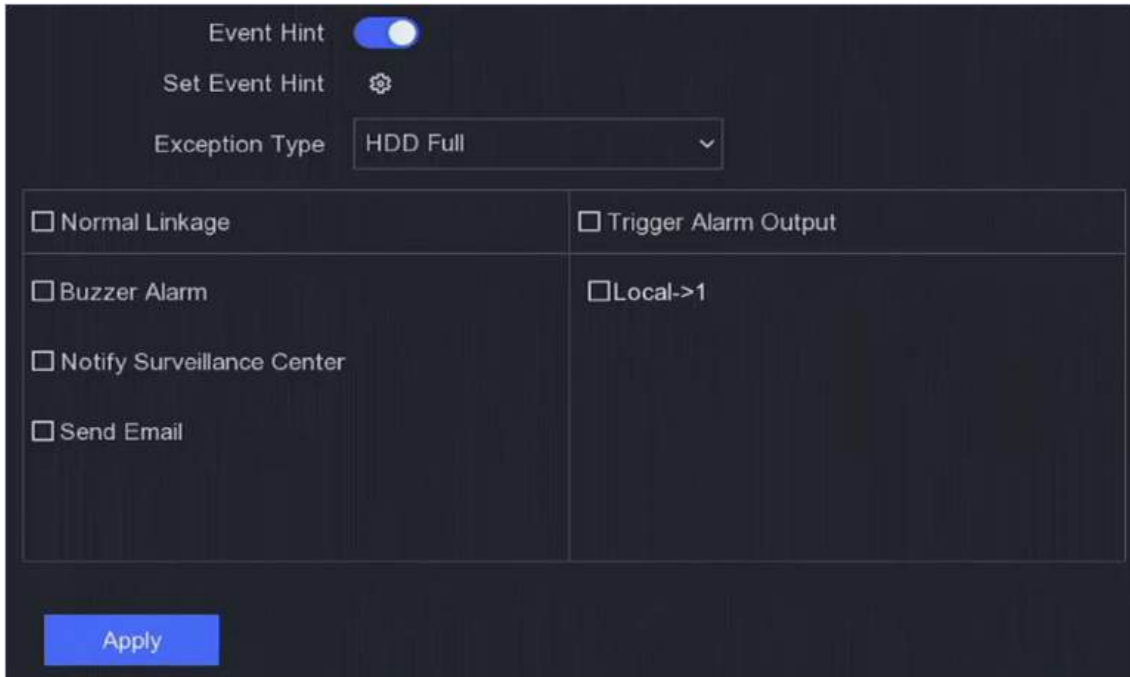 Event Hint
Set Event Hint
Exception Type HDD Full
Normal Linkage Trigger Alarm Output
Buzzer Alarm Local->1
Notify Surveillance Center
Send Email
Apply